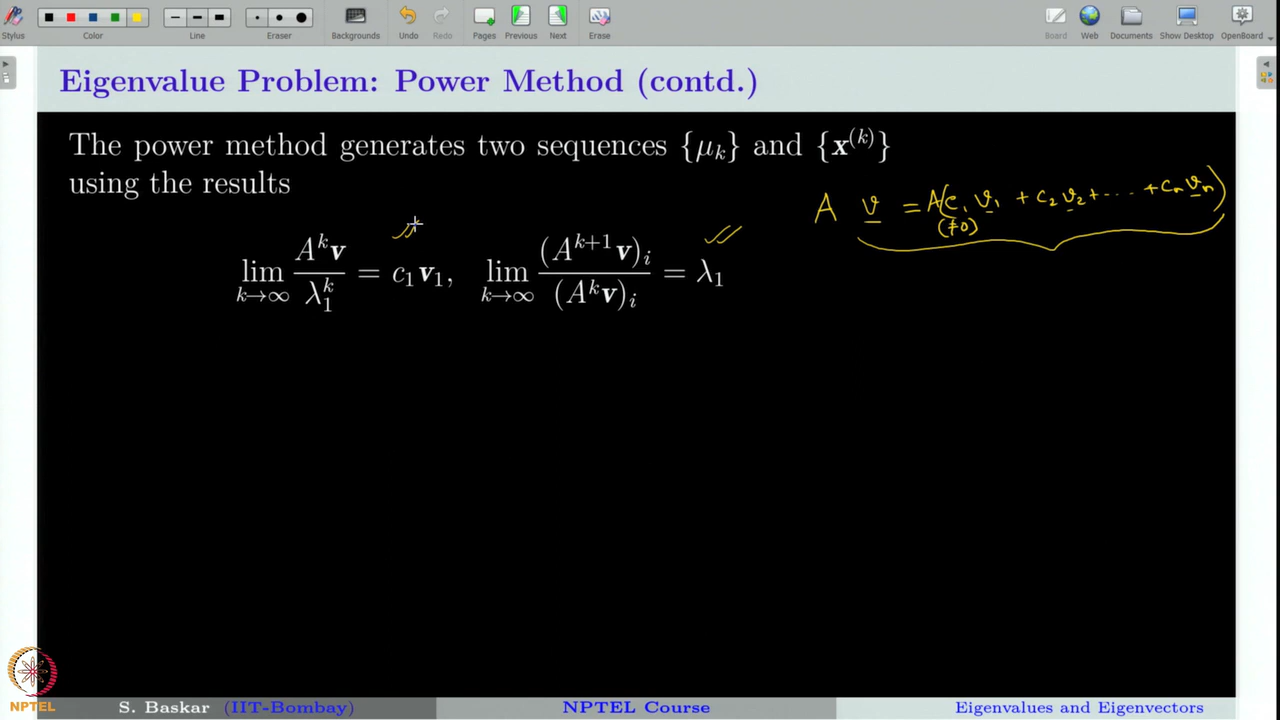 Stylus Color Line Eraser Backgrounds Undo Redo Pages Previous Next Erase Board Web Documents Show Desktop OpenBoard
Eigenvalue Problem: Power Method (contd.)
The power method generates two sequences {μ_k} and {x^(k)}
using the results
lim_{k→∞} A^k v / λ_1^k = c_1 v_1, lim_{k→∞} (A^{k+1} v)_i / (A^k v)_i = λ_1
A v = A(c_1 v_1 + c_2 v_2 + ... + c_n v_n)
(≠0)
NPTEL
S. Baskar (IIT-Bombay) NPTEL Course Eigenvalues and Eigenvectors